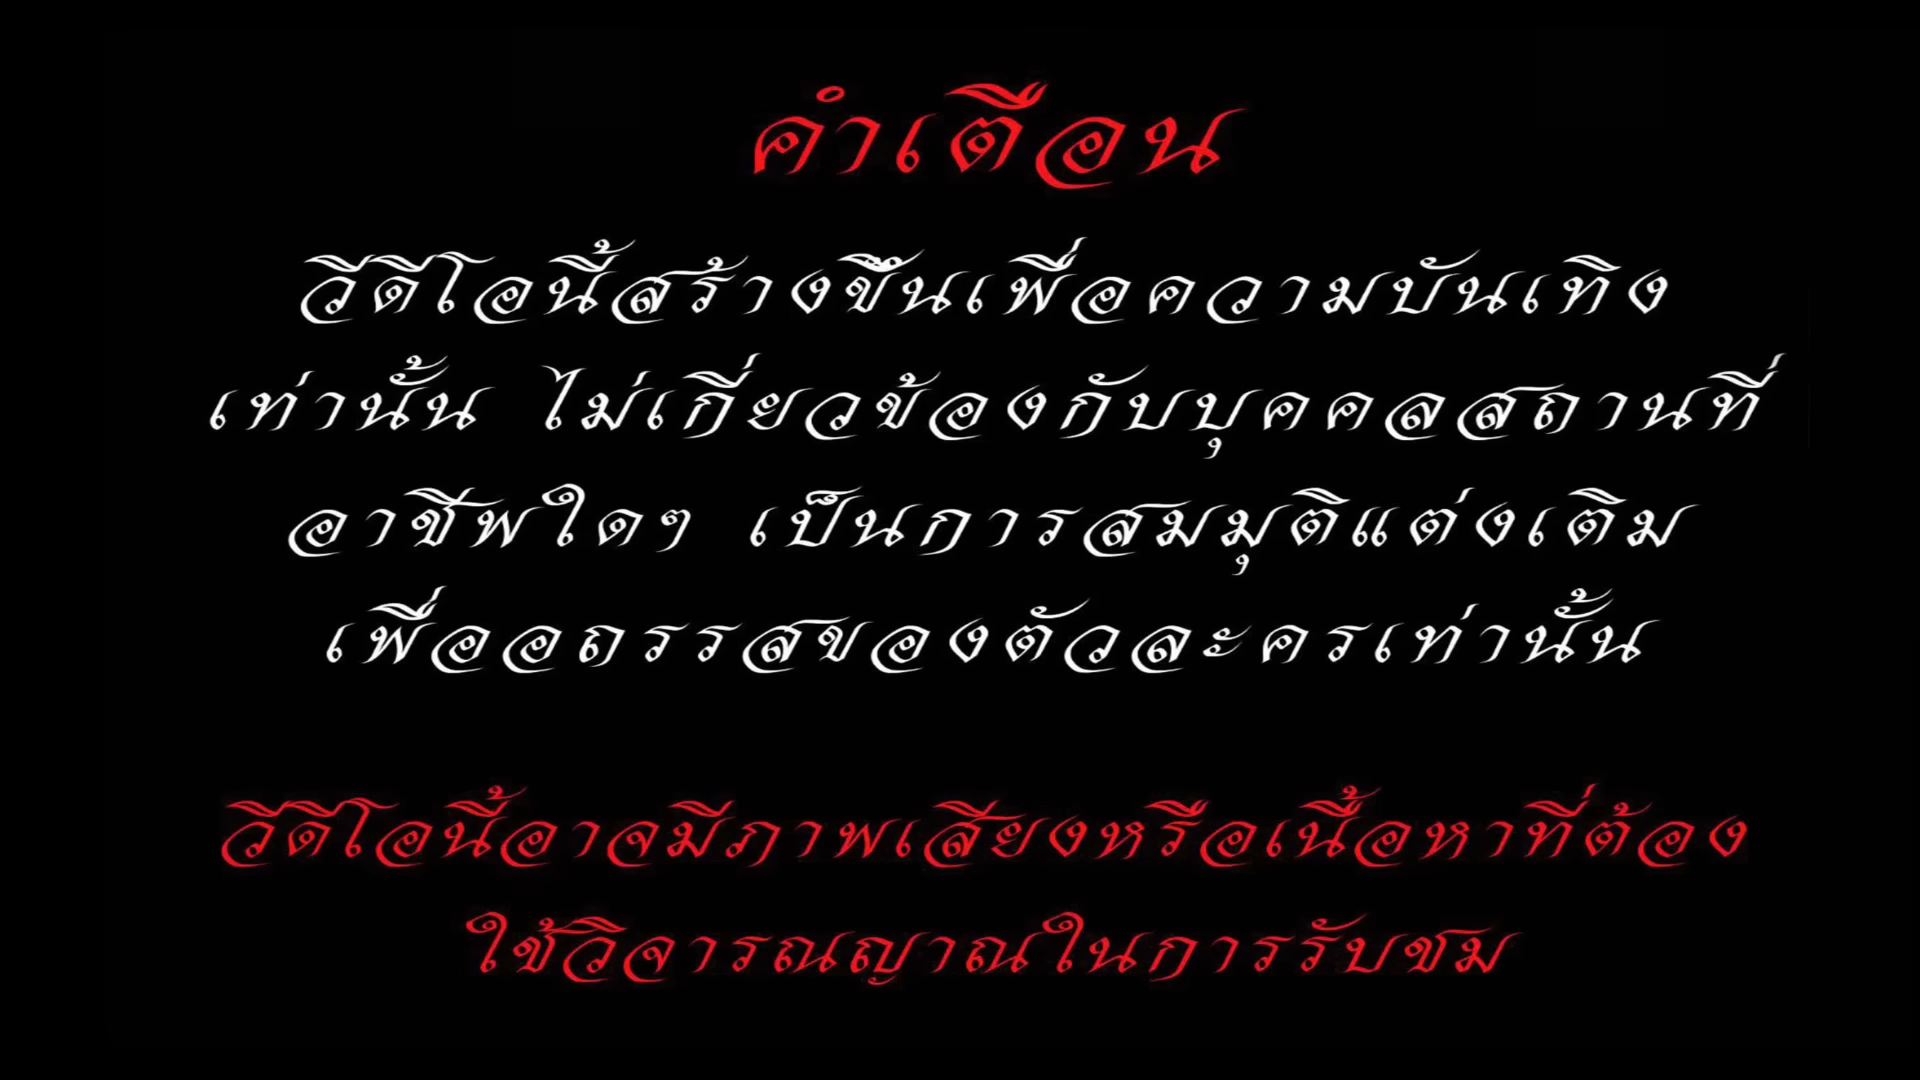 คำเตือน
วีดีโอนี้สร้างขึ้นเพื่อความบันเทิง
เท่านั้น ไม่เกี่ยวข้องกับบุคคลสถานที่
อาชีพใดๆ เป็นการสมมุติแต่งเติม
เพื่ออถรรสของตัวละครเท่านั้น
วีดีโอนี้อาจมีภาพเสียงหรือเนื้อหาที่ต้อง
ใช้วิจารณญาณในการรับชม